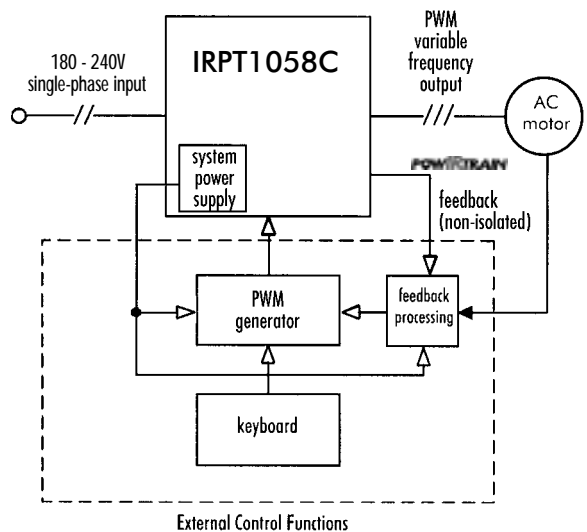 180 - 240V
single-phase input
IRPT1058C
PWM
variable
frequency
output
AC
motor
system
power
supply
POWIRTRAIN
feedback
(non-isolated)
PWM
generator
feedback
processing
keyboard
External Control Functions